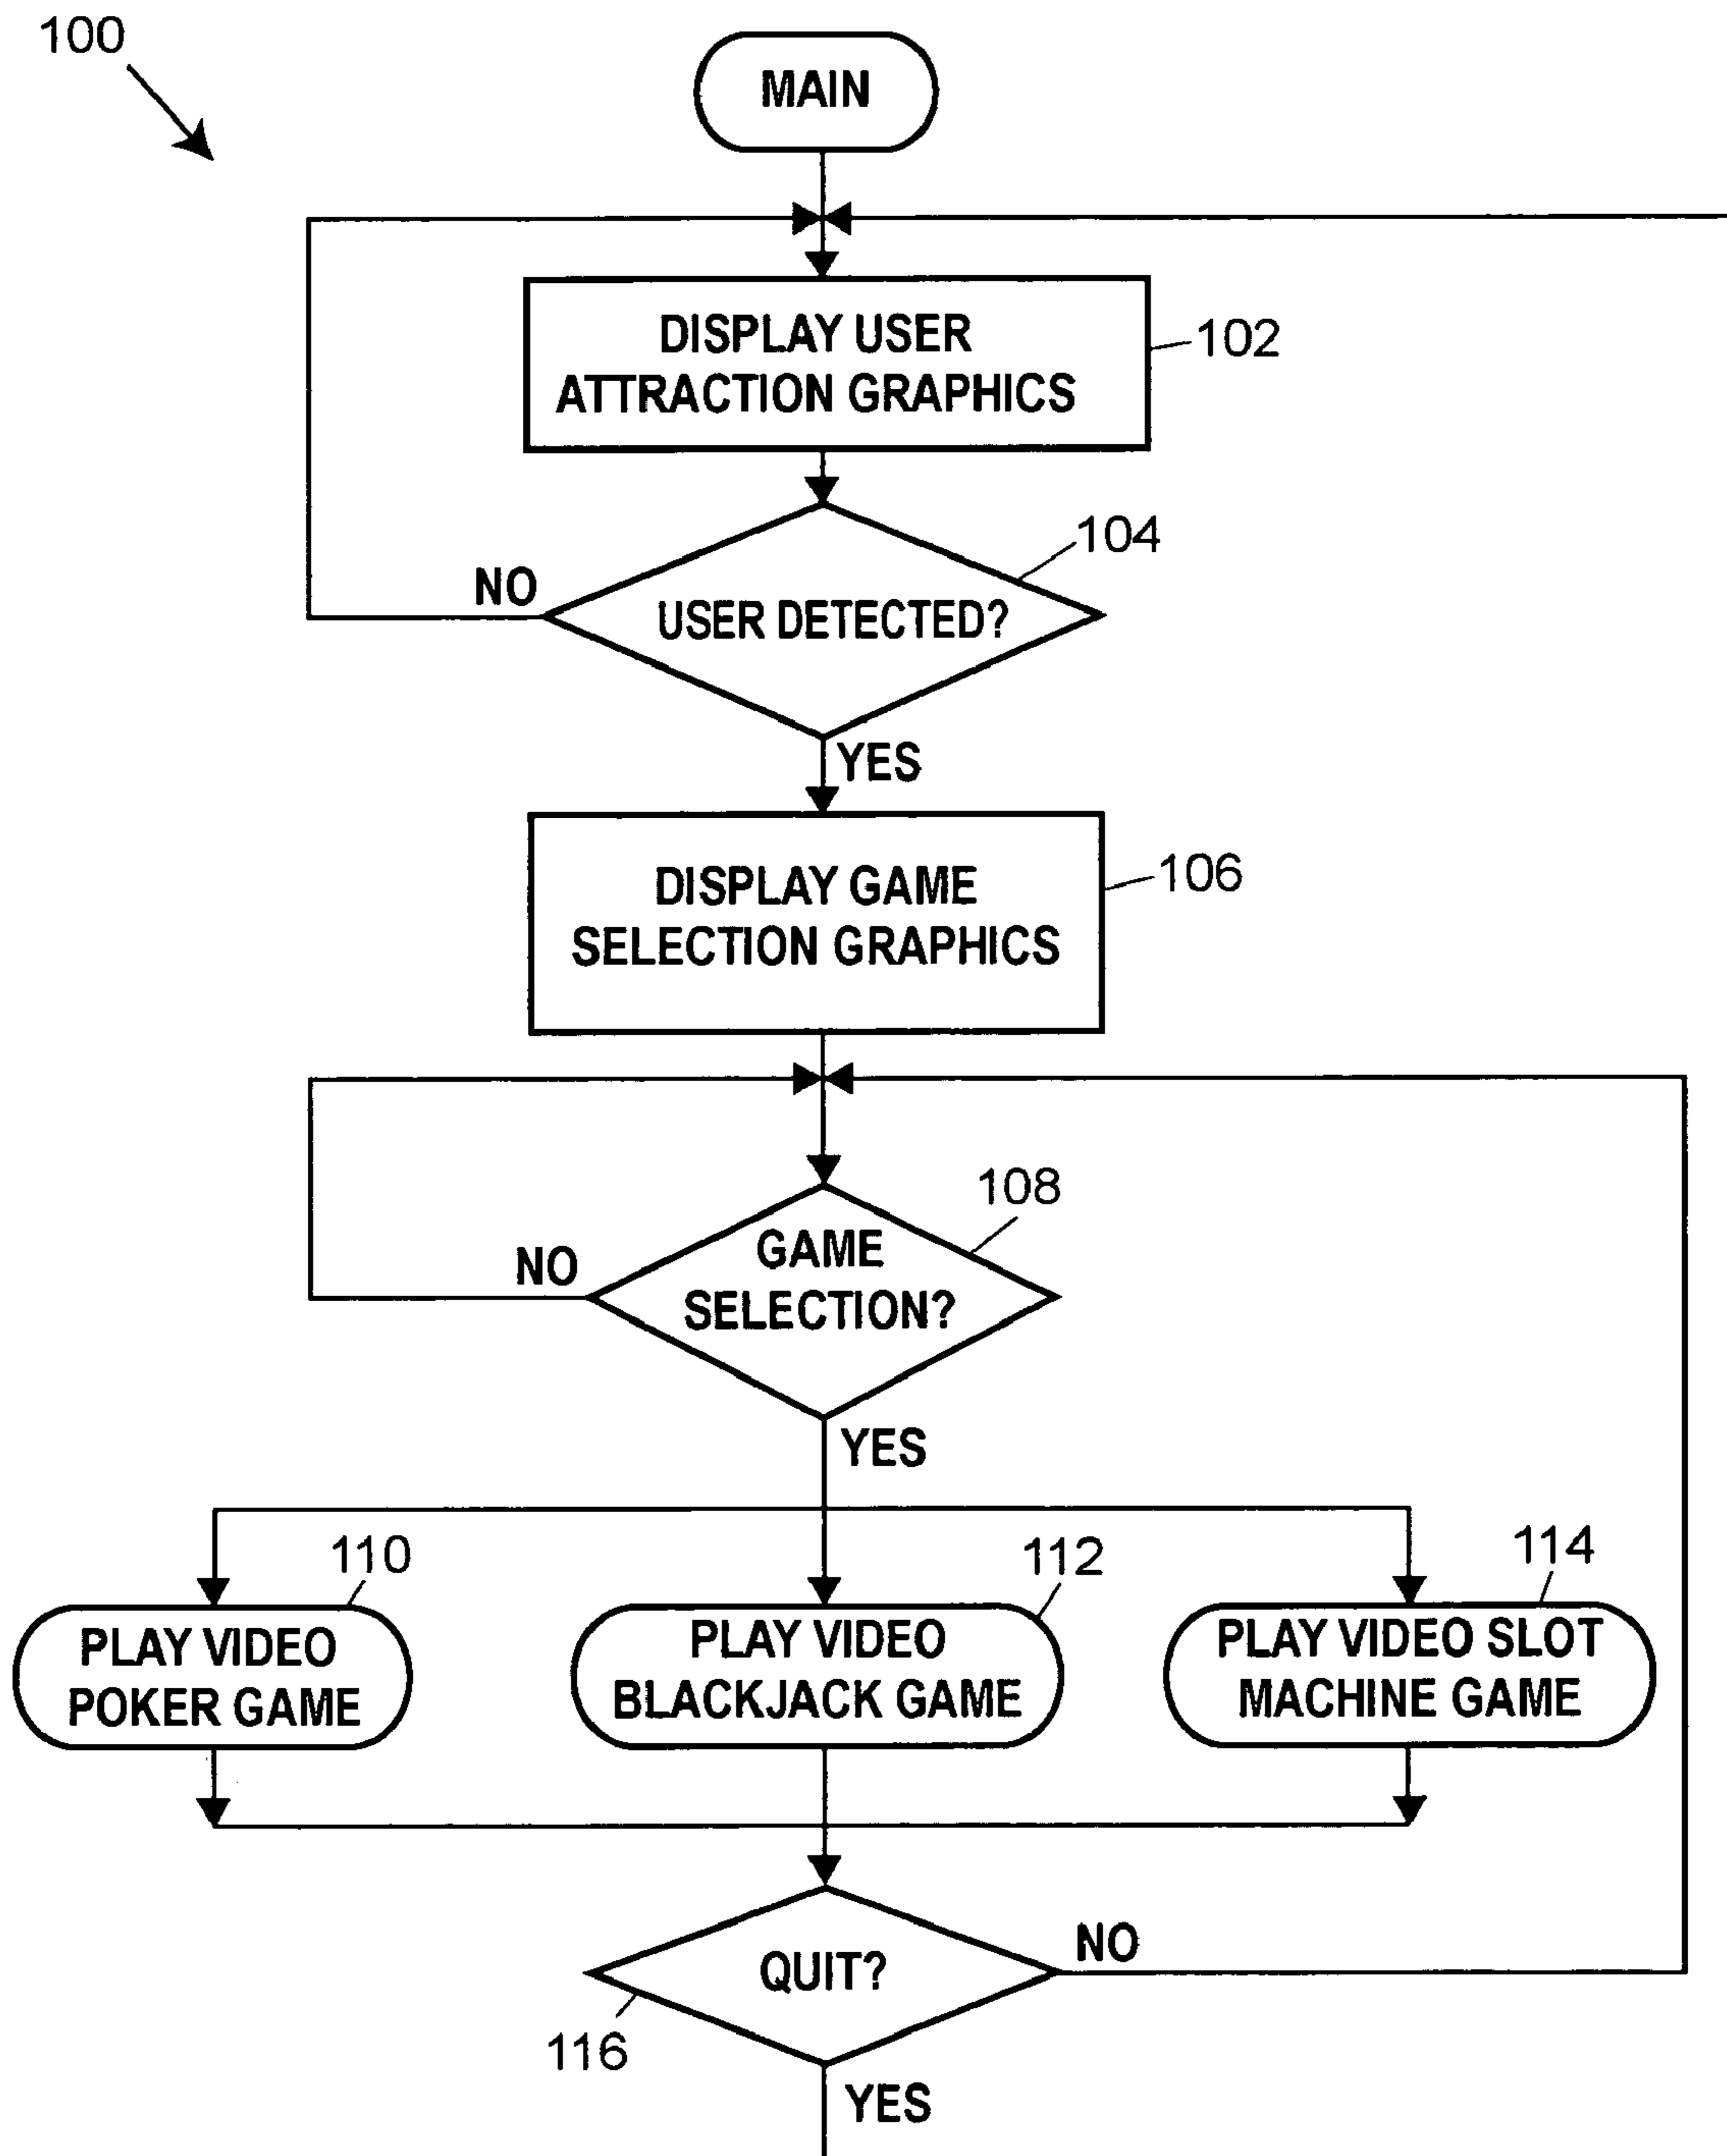 100
MAIN
DISPLAY USER
ATTRACTION GRAPHICS
102
104
NO
USER DETECTED?
YES
DISPLAY GAME
SELECTION GRAPHICS
106
108
NO
GAME
SELECTION?
YES
110
112
114
PLAY VIDEO
POKER GAME
PLAY VIDEO
BLACKJACK GAME
PLAY VIDEO SLOT
MACHINE GAME
QUIT?
NO
116
YES